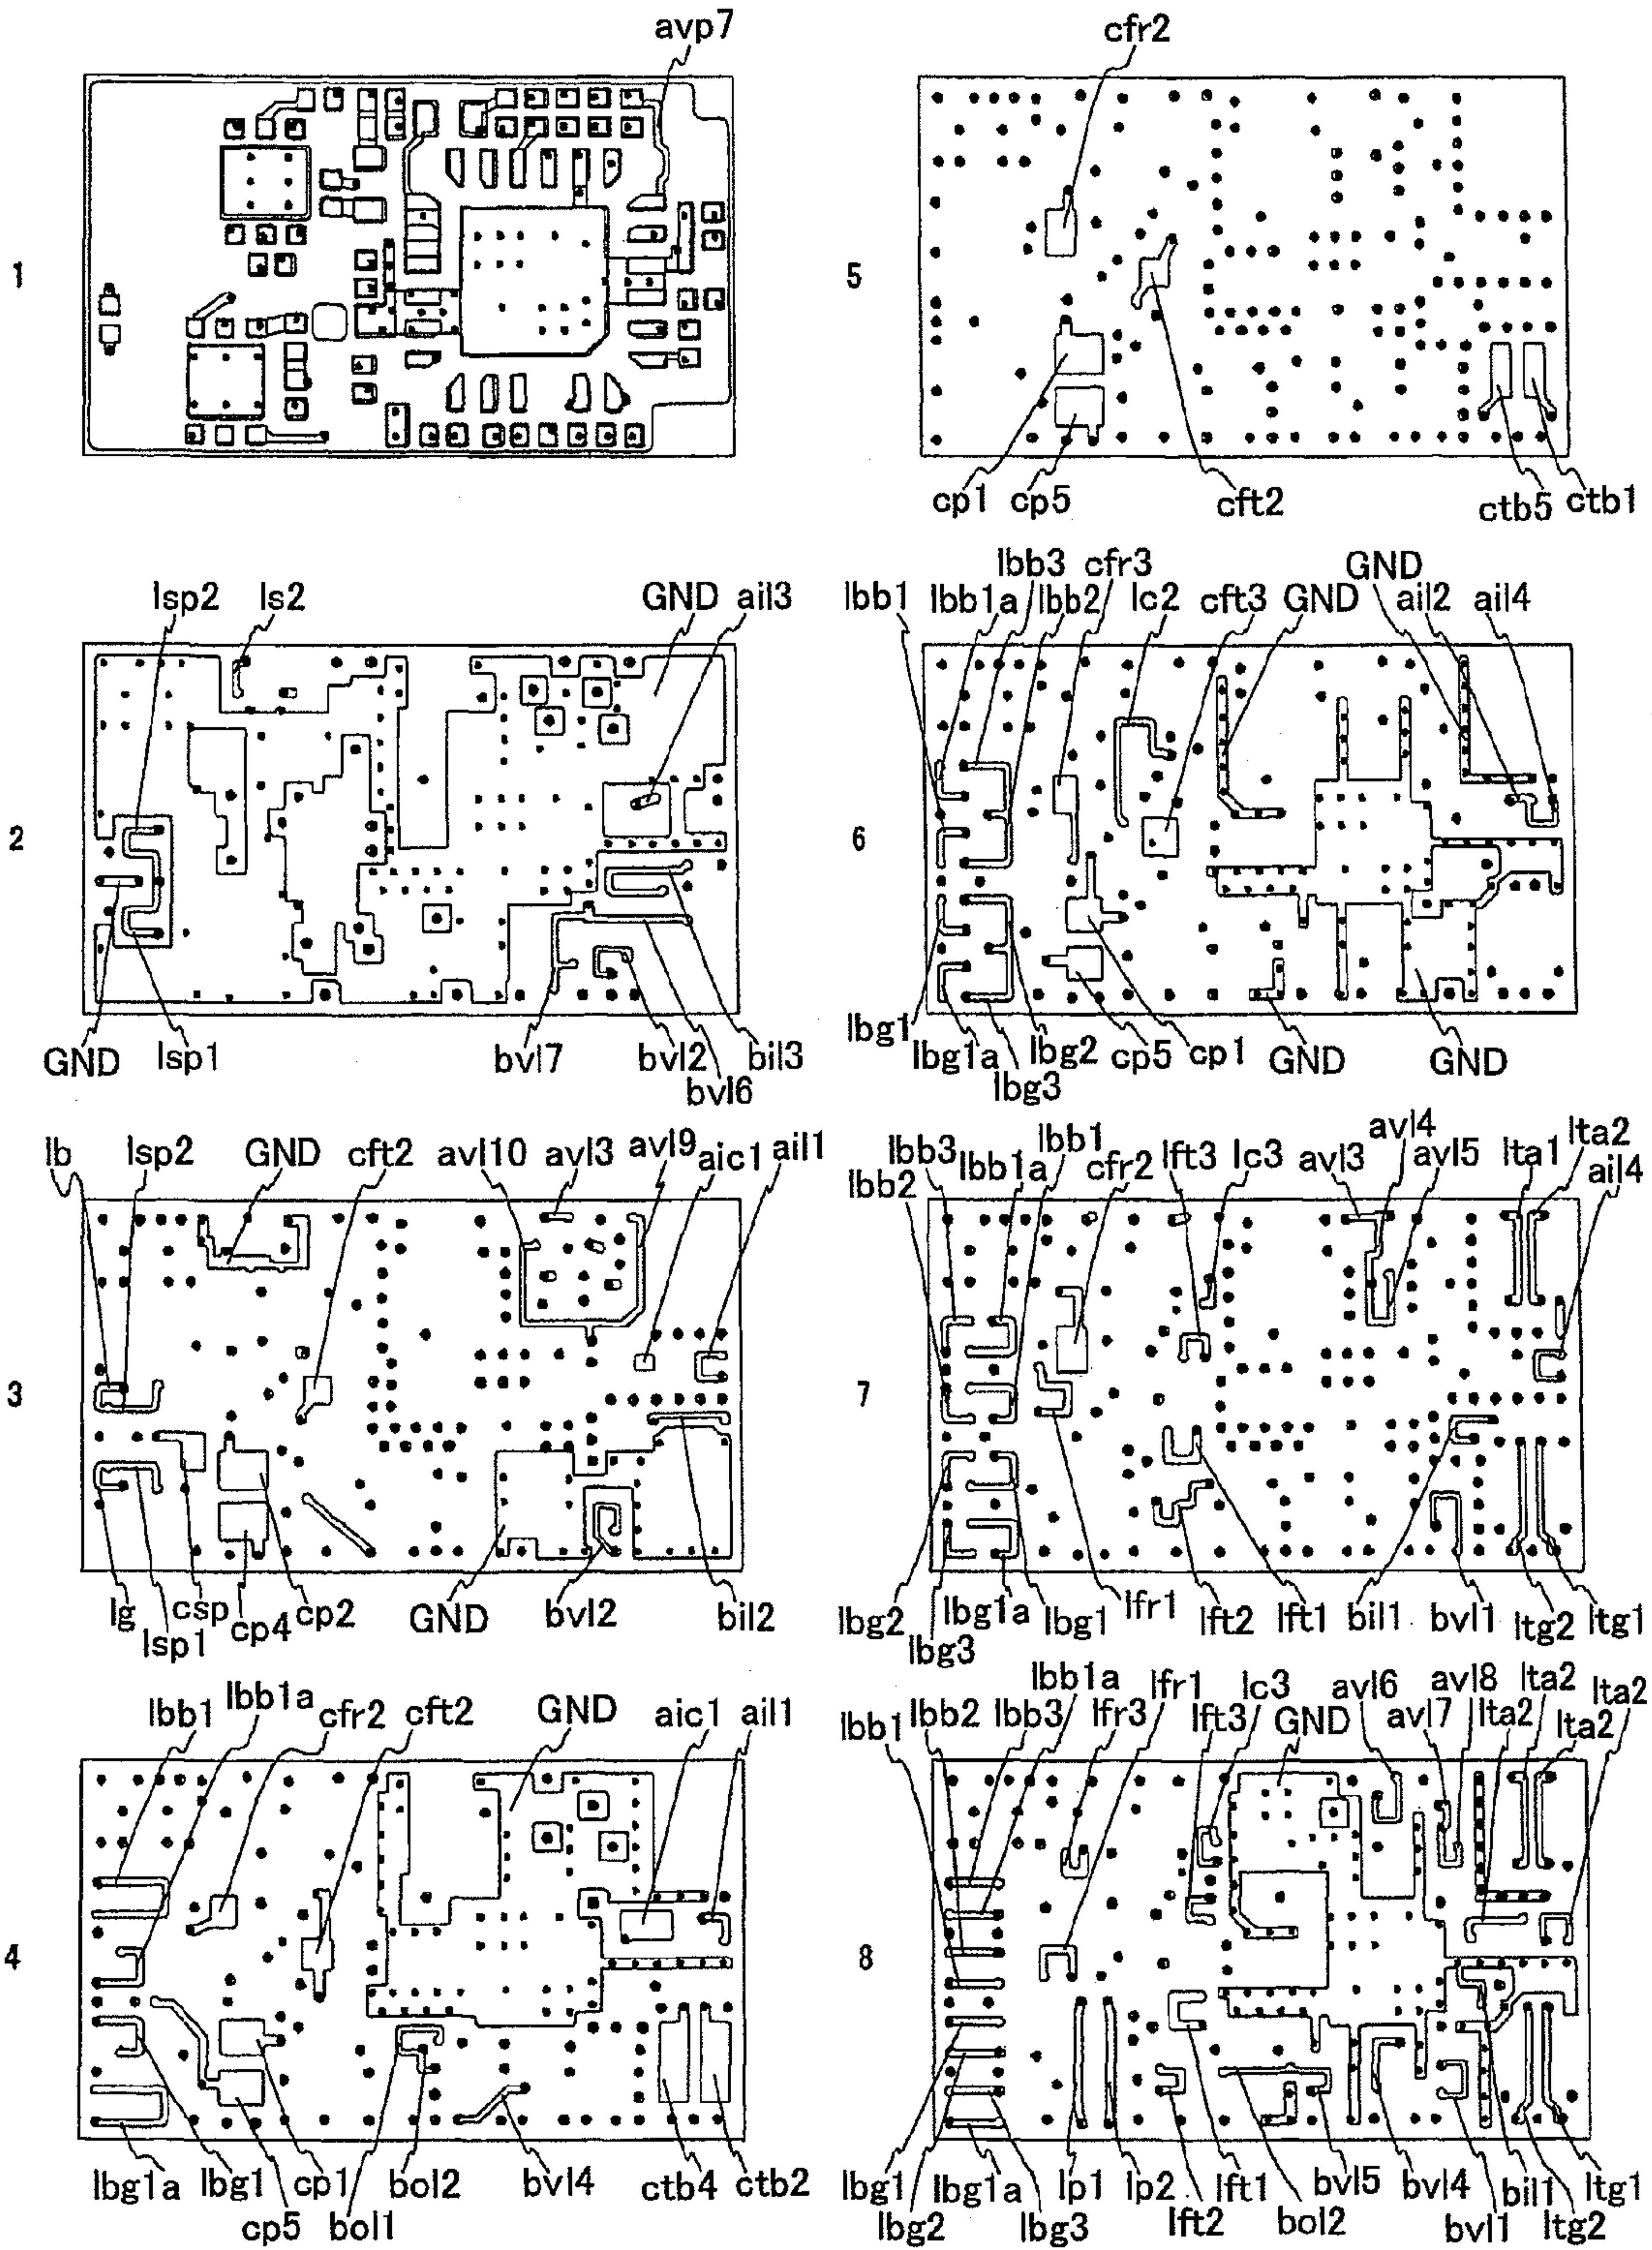 avp7
1
cfr2
5
cp1 cp5 cft2 ctb5 ctb1
lsp2 ls2 GND ail3
2
GND lsp1 bvl7 bvl2 bil3
bvl6
lbb3 cfr3 GND
lbb1 lbb1a lbb2 lc2 cft3 GND ail2 ail4
6
lbg1 lbg1a lbg2 cp5 cp1 GND GND
lbg3
lb lsp2 GND cft2 avl10 avl3 avl9 aic1 ail1
3
lg csp cp2 GND bvl2 bil2
lsp1 cp4
lbb3 lbb1 avl4 lta2
lbb2 lbb1a cfr2 lft3 lc3 avl3 avl5 lta1 ail4
7
lbg2 lbg1a lbg1 lfr1 lft2 lft1 bil1 bvl1 ltg2 ltg1
lbg3
lbb1 lbb1a cfr2 cft2 GND aic1 ail1
4
lbg1a lbg1 cp1 bol2 bvl4 ctb4 ctb2
cp5 bol1
lbb1a lfr1 lc3 avl6 avl8 lta2
lbb1 lbb2 lbb3 lfr3 lft3 GND avl7 lta2 lta2
8
lbg1 lbg1a lp1 lp2 lft1 bvl5 bvl4 bil1 ltg1
lbg2 lbg3 lft2 bol2 bvl1 ltg2